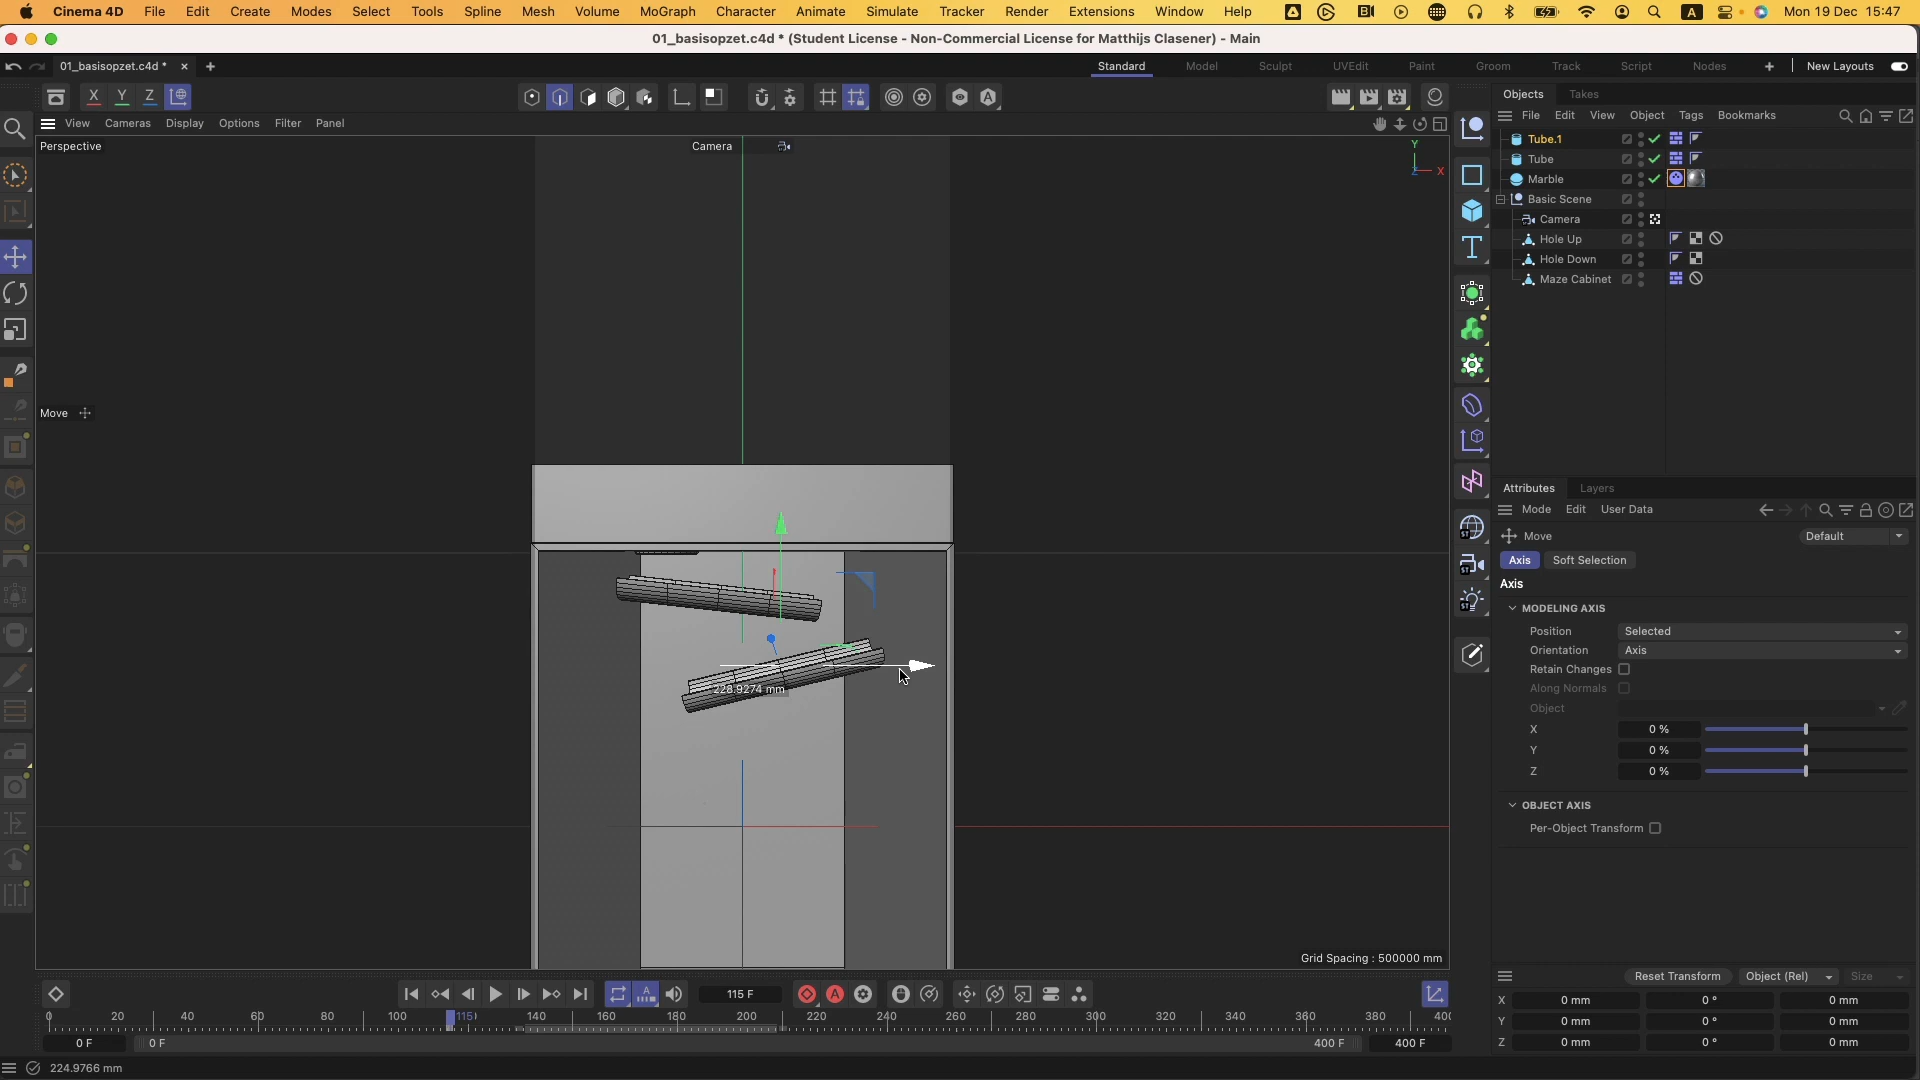 Cinema 4D File Edit Create Modes Select Tools Spline Mesh Volume MoGraph Character Animate Simulate Tracker Render Extensions Window Help A Mon 19 Dec 15:47
01_basisopzet.c4d * (Student License - Non-Commercial License for Matthijs Clasener) - Main
01_basisopzet.c4d * Standard Model Sculpt UVEdit Paint Groom Track Script Nodes New Layouts
X Y Z
Objects Takes
View Cameras Display Options Filter Panel
File Edit View Object Tags Bookmarks
Perspective Camera
Y
X
Z
Tube.1
Tube
Marble
Basic Scene
Camera
Hole Up
Hole Down
Maze Cabinet
Move
Attributes Layers
Mode Edit User Data
Move Default
Axis Soft Selection
Axis
MODELING AXIS
Position Selected
Orientation Axis
Retain Changes
Along Normals
Object
X 0 %
Y 0 %
Z 0 %
OBJECT AXIS
Per-Object Transform
228.9274 mm
Grid Spacing : 500000 mm
Reset Transform Object (Rel) Size
115 F
X 0 mm 0 ° 0 mm
Y 0 mm 0 ° 0 mm
Z 0 mm 0 ° 0 mm
0 20 40 60 80 100 115 140 160 180 200 220 240 260 280 300 320 340 360 380 40
0 F 0 F 400 F 400 F
224.9766 mm